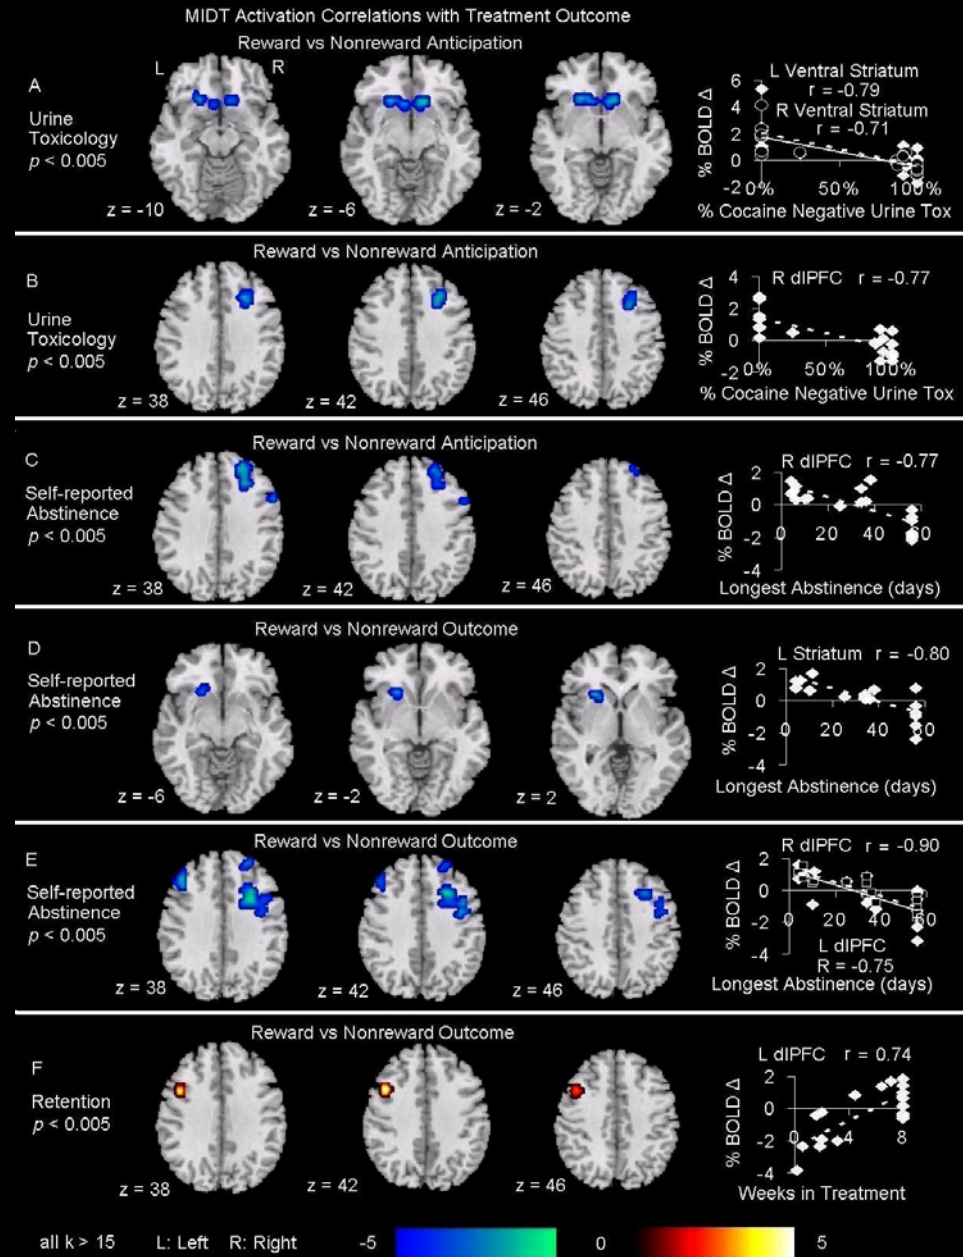 MIDT Activation Correlations with Treatment Outcome
Reward vs Nonreward Anticipation
A
L
R
Urine
Toxicology
p < 0.005
z = -10
z = -6
z = -2
L Ventral Striatum
r = -0.79
R Ventral Striatum
r = -0.71
% BOLD Δ
6
4
2
0
-2
0%
50%
100%
% Cocaine Negative Urine Tox
Reward vs Nonreward Anticipation
B
Urine
Toxicology
p < 0.005
z = 38
z = 42
z = 46
R dlPFC r = -0.77
% BOLD Δ
4
2
0
-2
0%
50%
100%
% Cocaine Negative Urine Tox
Reward vs Nonreward Anticipation
C
Self-reported
Abstinence
p < 0.005
z = 38
z = 42
z = 46
R dlPFC r = -0.77
% BOLD Δ
2
0
-2
-4
0 20 40 60
Longest Abstinence (days)
Reward vs Nonreward Outcome
D
Self-reported
Abstinence
p < 0.005
z = -6
z = -2
z = 2
L Striatum r = -0.80
% BOLD Δ
2
0
-2
-4
0 20 40 60
Longest Abstinence (days)
Reward vs Nonreward Outcome
E
Self-reported
Abstinence
p < 0.005
z = 38
z = 42
z = 46
R dlPFC r = -0.90
% BOLD Δ
2
0
-2
-4
0 20 40 60
L dlPFC
R = -0.75
Longest Abstinence (days)
Reward vs Nonreward Outcome
F
Retention
p < 0.005
z = 38
z = 42
z = 46
L dlPFC r = 0.74
% BOLD Δ
2
0
-2
-4
0 4 8
Weeks in Treatment
all k > 15 L: Left R: Right -5 0 5